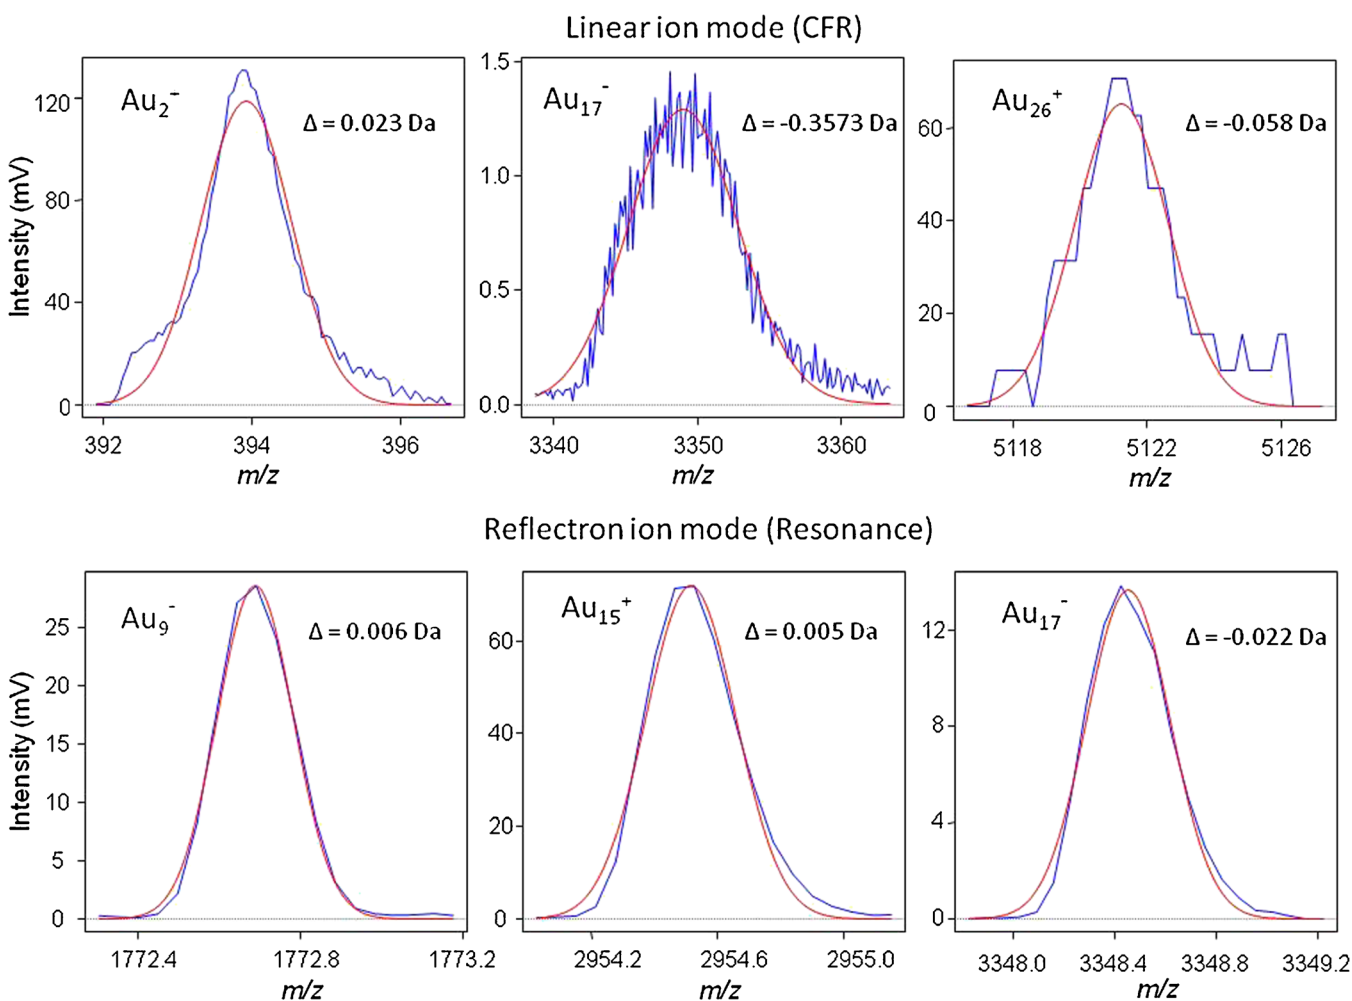 Linear ion mode (CFR)
Au2+
Δ = 0.023 Da
Au17-
Δ = -0.3573 Da
Au26+
Δ = -0.058 Da
Intensity (mV)
120
80
40
0
1.5
1.0
0.5
0.0
60
40
20
0
392 394 396
3340 3350 3360
5118 5122 5126
m/z
m/z
m/z
Reflectron ion mode (Resonance)
Au9-
Δ = 0.006 Da
Au15+
Δ = 0.005 Da
Au17-
Δ = -0.022 Da
Intensity (mV)
25
20
15
10
5
0
60
40
20
0
12
8
4
0
1772.4 1772.8 1773.2
2954.2 2954.6 2955.0
3348.0 3348.4 3348.8 3349.2
m/z
m/z
m/z